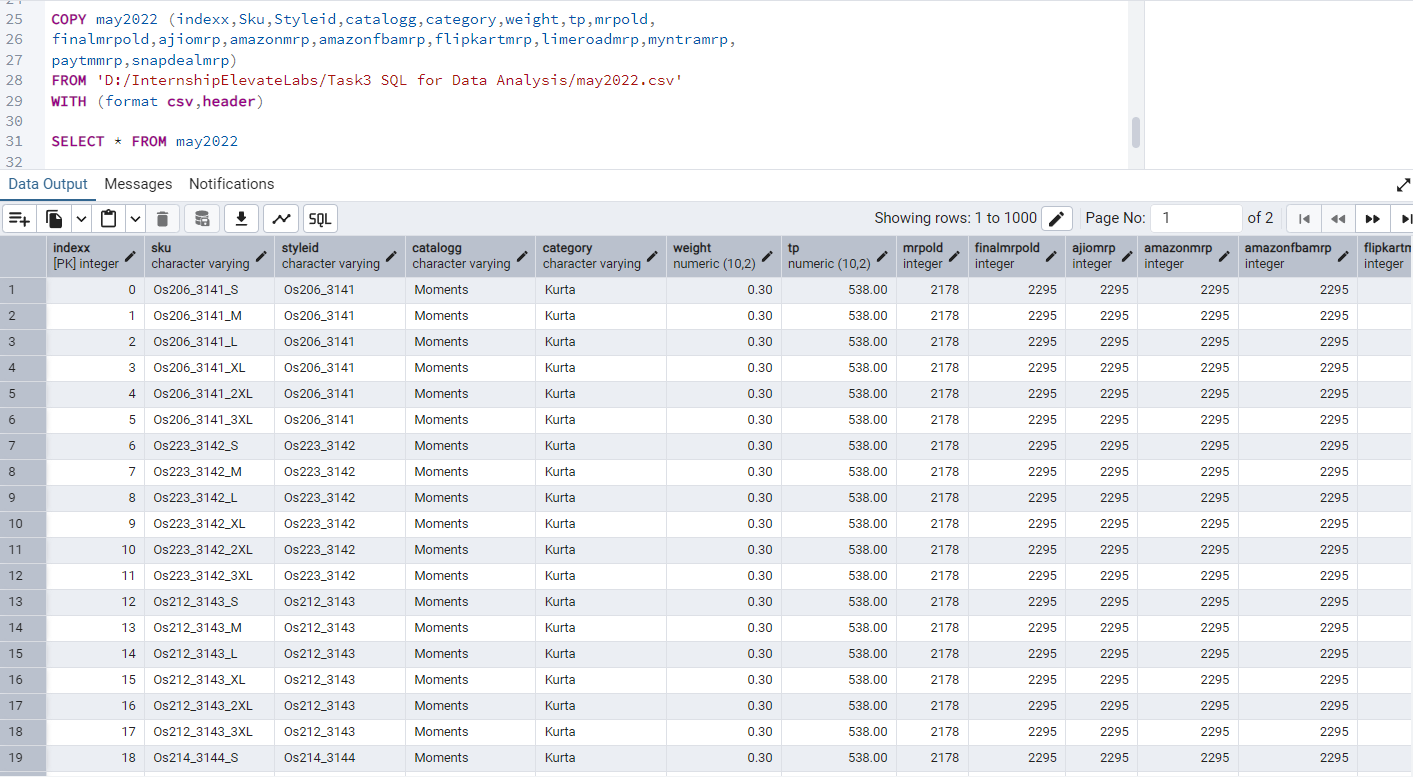 24
25 COPY may2022 (indexx,Sku,Styleid,catalogg,category,weight,tp,mrpold,
26 finalmrpold,ajiomrp,amazonmrp,amazonfbamrp,flipkartmrp,limeroadmrp,myntramrp,
27 paytmmrp,snapdealmrp)
28 FROM 'D:/InternshipElevateLabs/Task3 SQL for Data Analysis/may2022.csv'
29 WITH (format csv,header)
30
31 SELECT * FROM may2022
32
Data Output Messages Notifications
SQL Showing rows: 1 to 1000 Page No: 1 of 2
indexx sku styleid catalogg category weight tp mrpold finalmrpold ajiomrp amazonmrp amazonfbamrp flipkartm
[PK] integer character varying character varying character varying character varying numeric (10,2) numeric (10,2) integer integer integer integer integer integer
1 0 Os206_3141_S Os206_3141 Moments Kurta 0.30 538.00 2178 2295 2295 2295 2295
2 1 Os206_3141_M Os206_3141 Moments Kurta 0.30 538.00 2178 2295 2295 2295 2295
3 2 Os206_3141_L Os206_3141 Moments Kurta 0.30 538.00 2178 2295 2295 2295 2295
4 3 Os206_3141_XL Os206_3141 Moments Kurta 0.30 538.00 2178 2295 2295 2295 2295
5 4 Os206_3141_2XL Os206_3141 Moments Kurta 0.30 538.00 2178 2295 2295 2295 2295
6 5 Os206_3141_3XL Os206_3141 Moments Kurta 0.30 538.00 2178 2295 2295 2295 2295
7 6 Os223_3142_S Os223_3142 Moments Kurta 0.30 538.00 2178 2295 2295 2295 2295
8 7 Os223_3142_M Os223_3142 Moments Kurta 0.30 538.00 2178 2295 2295 2295 2295
9 8 Os223_3142_L Os223_3142 Moments Kurta 0.30 538.00 2178 2295 2295 2295 2295
10 9 Os223_3142_XL Os223_3142 Moments Kurta 0.30 538.00 2178 2295 2295 2295 2295
11 10 Os223_3142_2XL Os223_3142 Moments Kurta 0.30 538.00 2178 2295 2295 2295 2295
12 11 Os223_3142_3XL Os223_3142 Moments Kurta 0.30 538.00 2178 2295 2295 2295 2295
13 12 Os212_3143_S Os212_3143 Moments Kurta 0.30 538.00 2178 2295 2295 2295 2295
14 13 Os212_3143_M Os212_3143 Moments Kurta 0.30 538.00 2178 2295 2295 2295 2295
15 14 Os212_3143_L Os212_3143 Moments Kurta 0.30 538.00 2178 2295 2295 2295 2295
16 15 Os212_3143_XL Os212_3143 Moments Kurta 0.30 538.00 2178 2295 2295 2295 2295
17 16 Os212_3143_2XL Os212_3143 Moments Kurta 0.30 538.00 2178 2295 2295 2295 2295
18 17 Os212_3143_3XL Os212_3143 Moments Kurta 0.30 538.00 2178 2295 2295 2295 2295
19 18 Os214_3144_S Os214_3144 Moments Kurta 0.30 538.00 2178 2295 2295 2295 2295